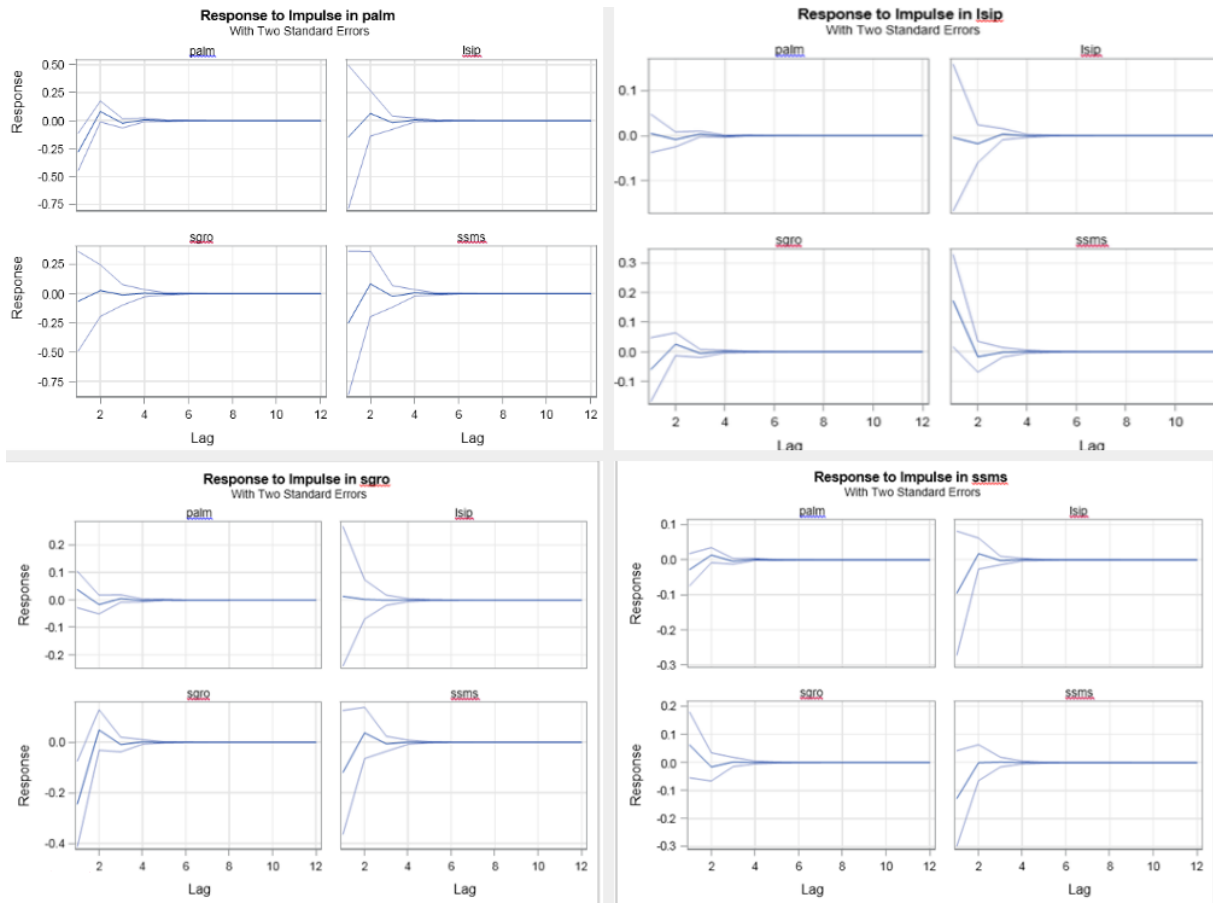 Response to Impulse in palm
With Two Standard Errors
palm
lsip
Response
0.50
0.25
0.00
-0.25
-0.50
-0.75
sgro
ssms
Response
0.25
0.00
-0.25
-0.50
-0.75
2 4 6 8 10 12
2 4 6 8 10 12
Lag
Lag
Response to Impulse in lsip
With Two Standard Errors
palm
lsip
0.1
0.0
-0.1
sgro
ssms
0.3
0.2
0.1
0.0
-0.1
2 4 6 8 10 12
2 4 6 8 10
Lag
Lag
Response to Impulse in sgro
With Two Standard Errors
palm
lsip
Response
0.2
0.1
0.0
-0.1
-0.2
sgro
ssms
Response
0.0
-0.2
-0.4
2 4 6 8 10 12
2 4 6 8 10 12
Lag
Lag
Response to Impulse in ssms
With Two Standard Errors
palm
lsip
Response
0.1
0.0
-0.1
-0.2
-0.3
sgro
ssms
Response
0.2
0.1
0.0
-0.1
-0.2
-0.3
2 4 6 8 10 12
2 4 6 8 10 12
Lag
Lag